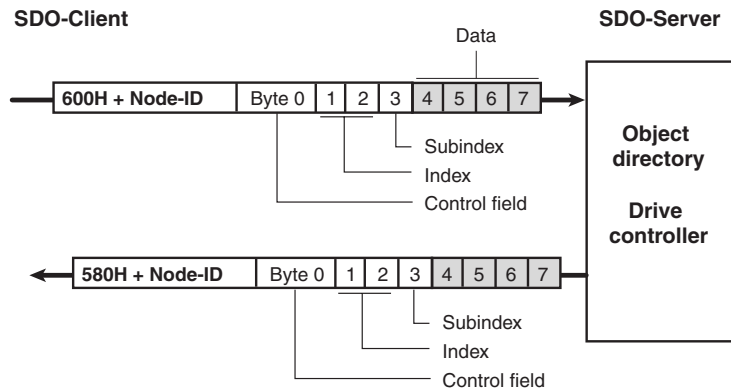 SDO-Client
SDO-Server
Data
600H + Node-ID Byte 0 1 2 3 4 5 6 7
Subindex
Index
Control field
Object
directory
Drive
controller
580H + Node-ID Byte 0 1 2 3 4 5 6 7
Subindex
Index
Control field